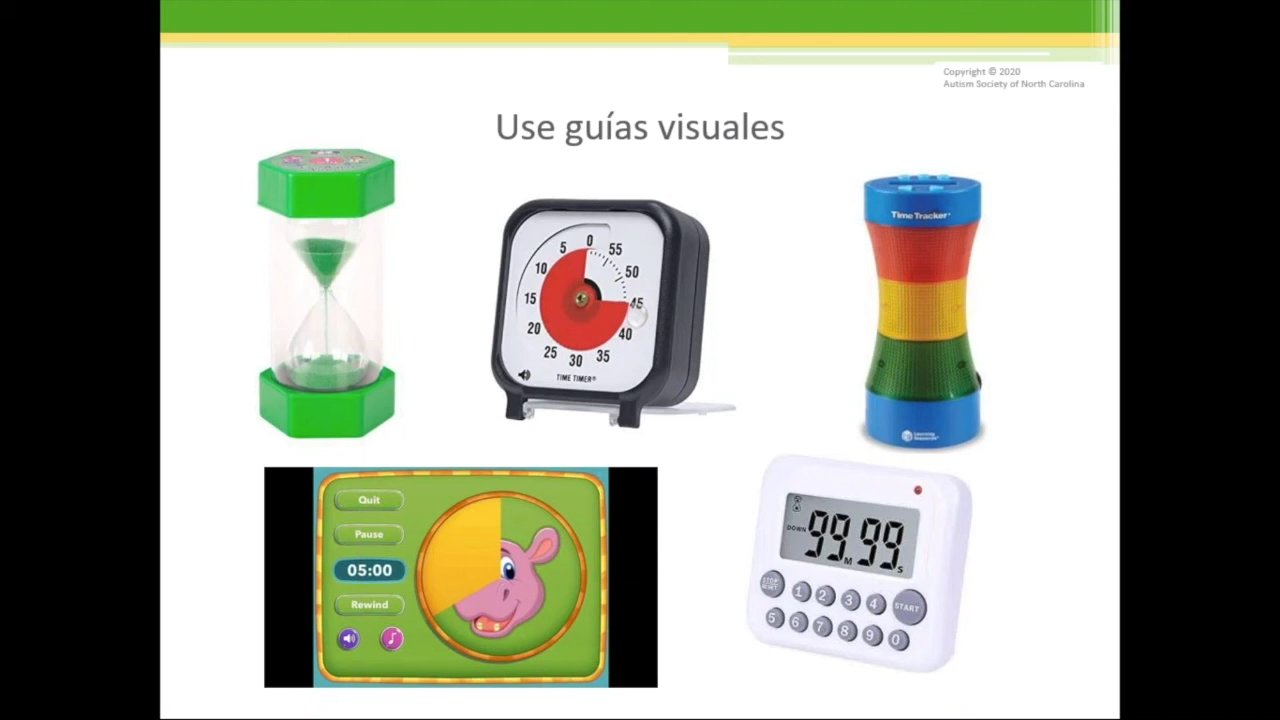 Copyright © 2020
Autism Society of North Carolina
Use guías visuales
5 0 55
10 50
15 45
20 40
25 30 35
TIME TIMER®
Time Tracker®
Learning
Resources®
Quit
Pause
05:00
Rewind
DOWN 99 M 99 S
STOP
RESET
1 2 3 4 START
5 6 7 8 9 0